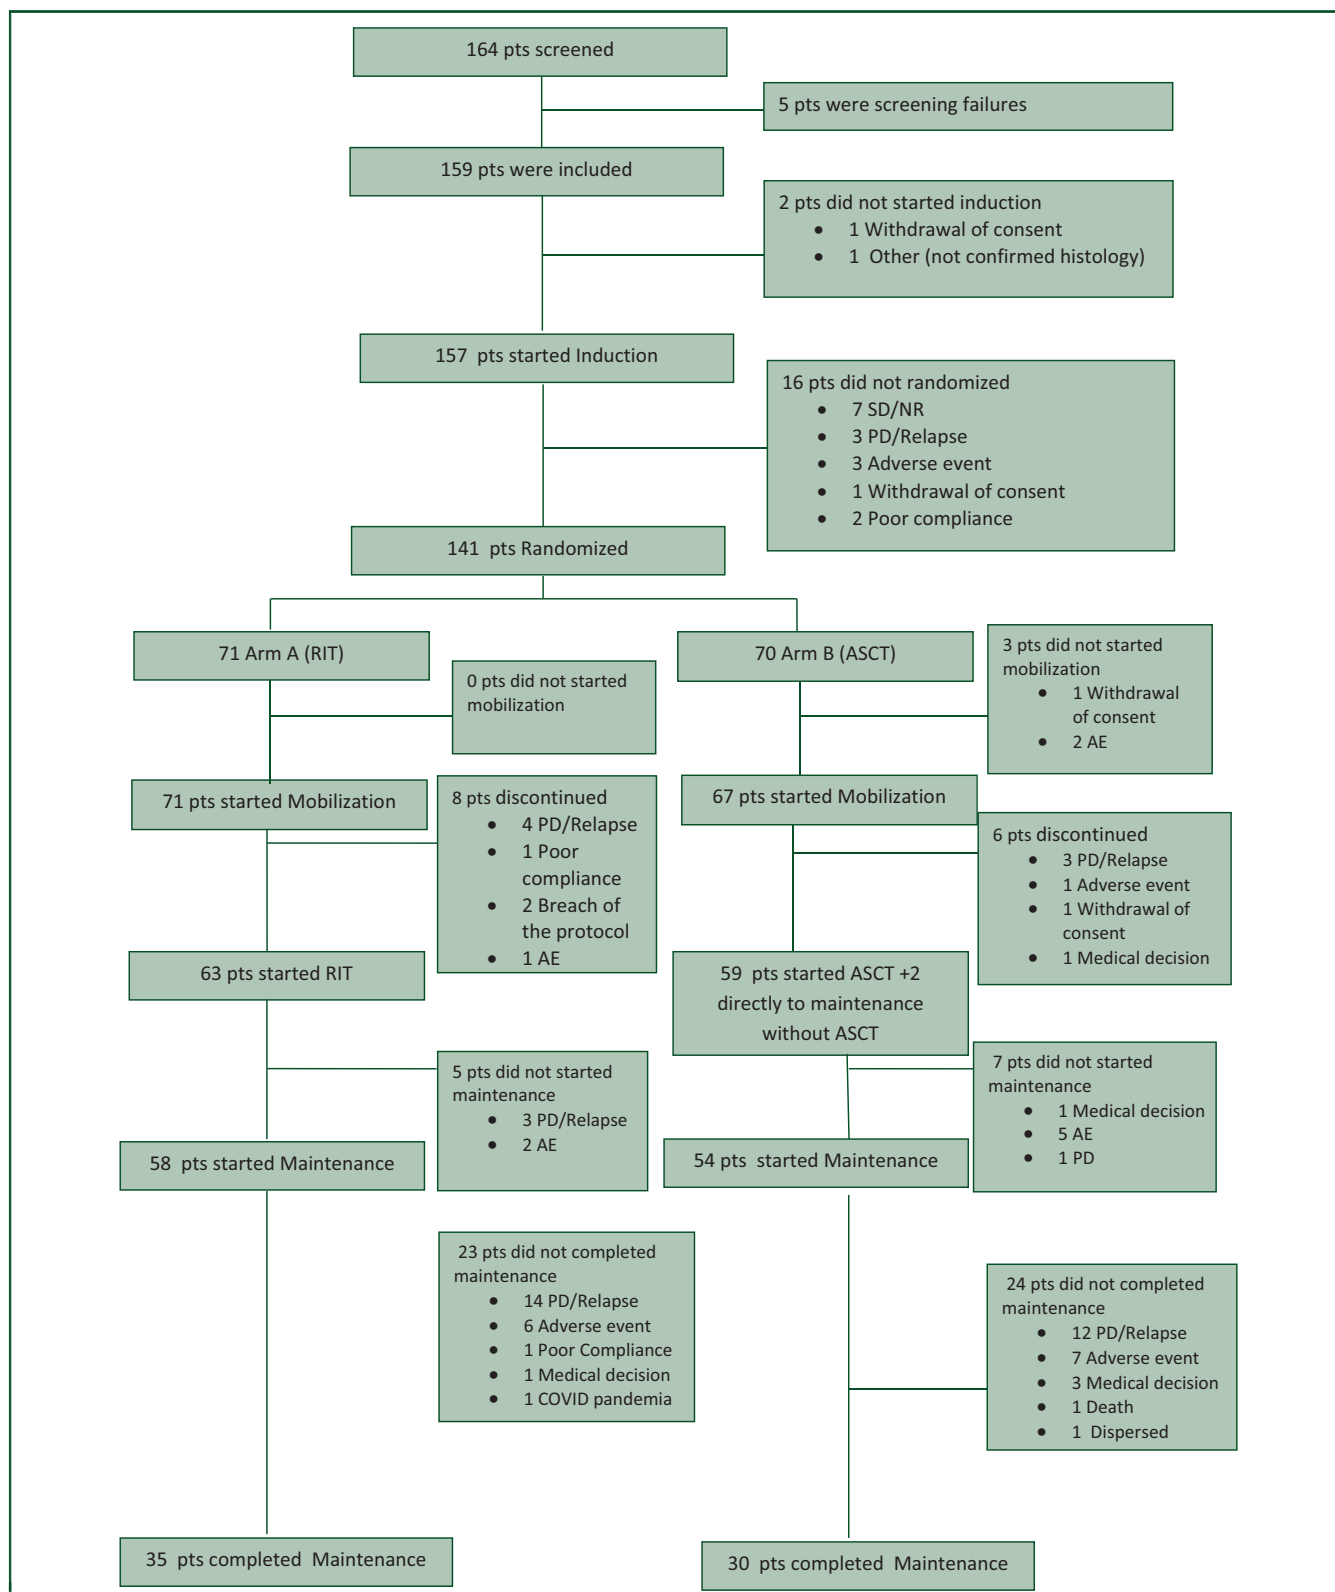 164 pts screened
5 pts were screening failures
159 pts were included
2 pts did not started induction
• 1 Withdrawal of consent
• 1 Other (not confirmed histology)
157 pts started Induction
16 pts did not randomized
• 7 SD/NR
• 3 PD/Relapse
• 3 Adverse event
• 1 Withdrawal of consent
• 2 Poor compliance
141 pts Randomized
71 Arm A (RIT)
0 pts did not started
mobilization
70 Arm B (ASCT)
3 pts did not started
mobilization
• 1 Withdrawal
of consent
• 2 AE
71 pts started Mobilization
8 pts discontinued
• 4 PD/Relapse
• 1 Poor
compliance
• 2 Breach of
the protocol
• 1 AE
67 pts started Mobilization
6 pts discontinued
• 3 PD/Relapse
• 1 Adverse event
• 1 Withdrawal of
consent
• 1 Medical decision
63 pts started RIT
59 pts started ASCT +2
directly to maintenance
without ASCT
5 pts did not started
maintenance
• 3 PD/Relapse
• 2 AE
7 pts did not started
maintenance
• 1 Medical decision
• 5 AE
• 1 PD
58 pts started Maintenance
54 pts started Maintenance
23 pts did not completed
maintenance
• 14 PD/Relapse
• 6 Adverse event
• 1 Poor Compliance
• 1 Medical decision
• 1 COVID pandemia
24 pts did not completed
maintenance
• 12 PD/Relapse
• 7 Adverse event
• 3 Medical decision
• 1 Death
• 1 Dispersed
35 pts completed Maintenance
30 pts completed Maintenance